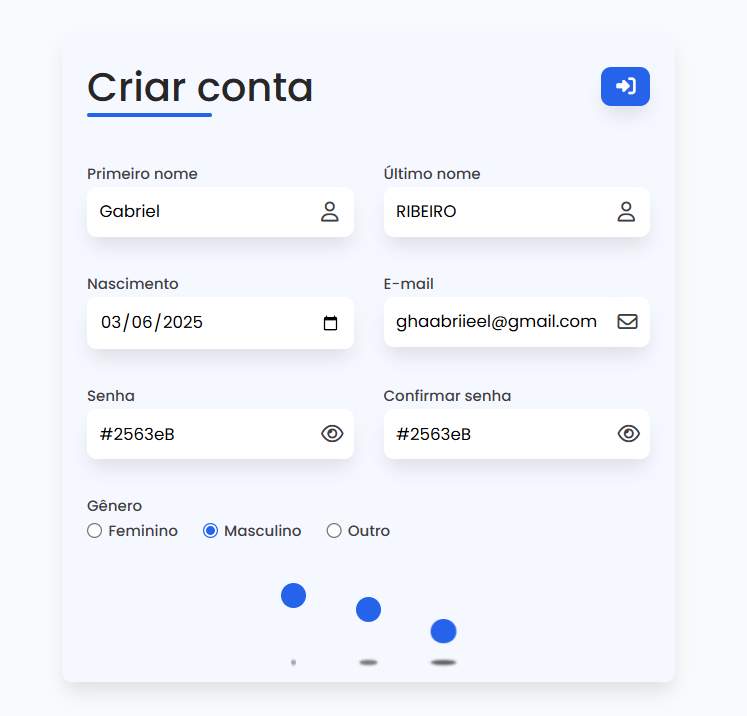 Criar conta
Primeiro nome
Último nome
Gabriel
RIBEIRO
Nascimento
E-mail
03/06/2025
ghaabriieel@gmail.com
Senha
Confirmar senha
#2563eB
#2563eB
Gênero
Feminino Masculino Outro